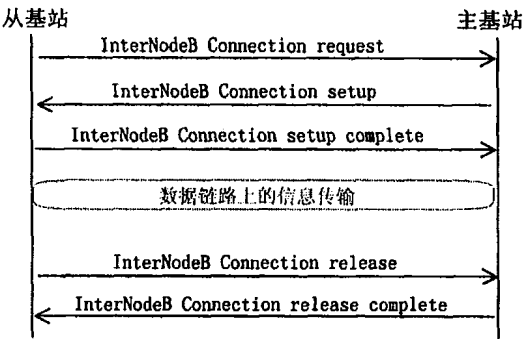 从基站
主基站
InterNodeB Connection request
InterNodeB Connection setup
InterNodeB Connection setup complete
数据链路上的信息传输
InterNodeB Connection release
InterNodeB Connection release complete